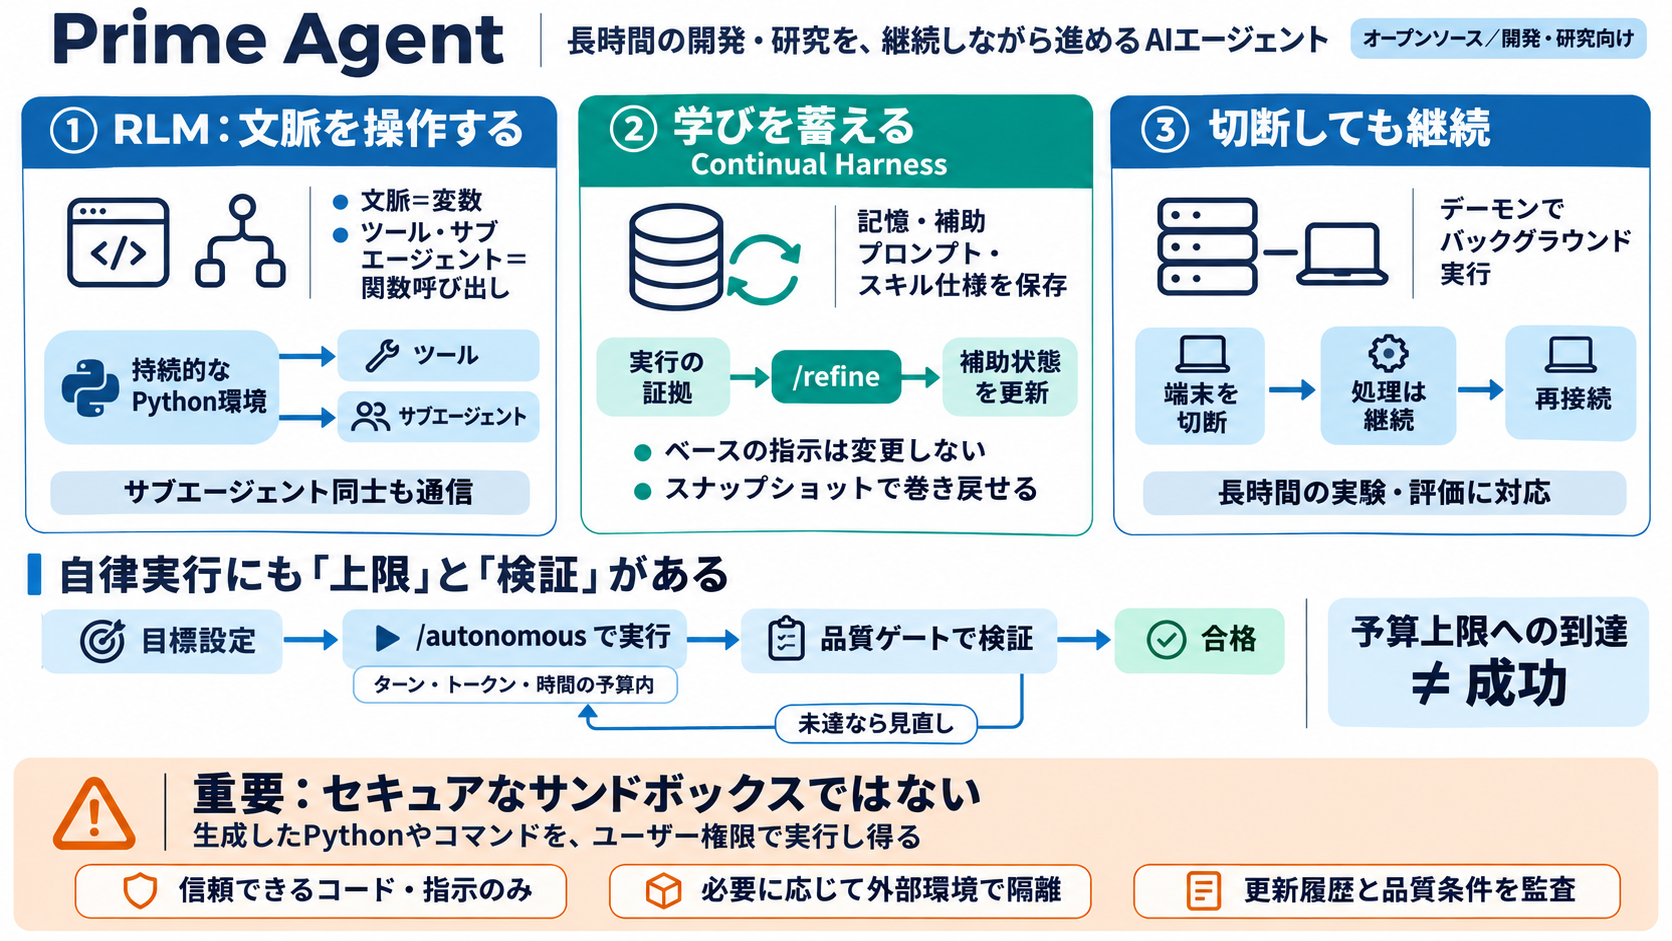 Prime Agent
長時間の開発・研究を、継続しながら進めるAIエージェント
オープンソース／開発・研究向け
① RLM：文脈を操作する
文脈＝変数
ツール・サブ
エージェント＝
関数呼び出し
持続的な
Python環境
ツール
サブエージェント
サブエージェント同士も通信
② 学びを蓄える
Continual Harness
記憶・補助
プロンプト・
スキル仕様を保存
実行の
証拠
/refine
補助状態
を更新
ベースの指示は変更しない
スナップショットで巻き戻せる
③ 切断しても継続
デーモンで
バックグラウンド
実行
端末を
切断
処理は
継続
再接続
長時間の実験・評価に対応
自律実行にも「上限」と「検証」がある
目標設定
/autonomous で実行
ターン・トークン・時間の予算内
品質ゲートで検証
合格
未達なら見直し
予算上限への到達
≠ 成功
重要：セキュアなサンドボックスではない
生成したPythonやコマンドを、ユーザー権限で実行し得る
信頼できるコード・指示のみ
必要に応じて外部環境で隔離
更新履歴と品質条件を監査